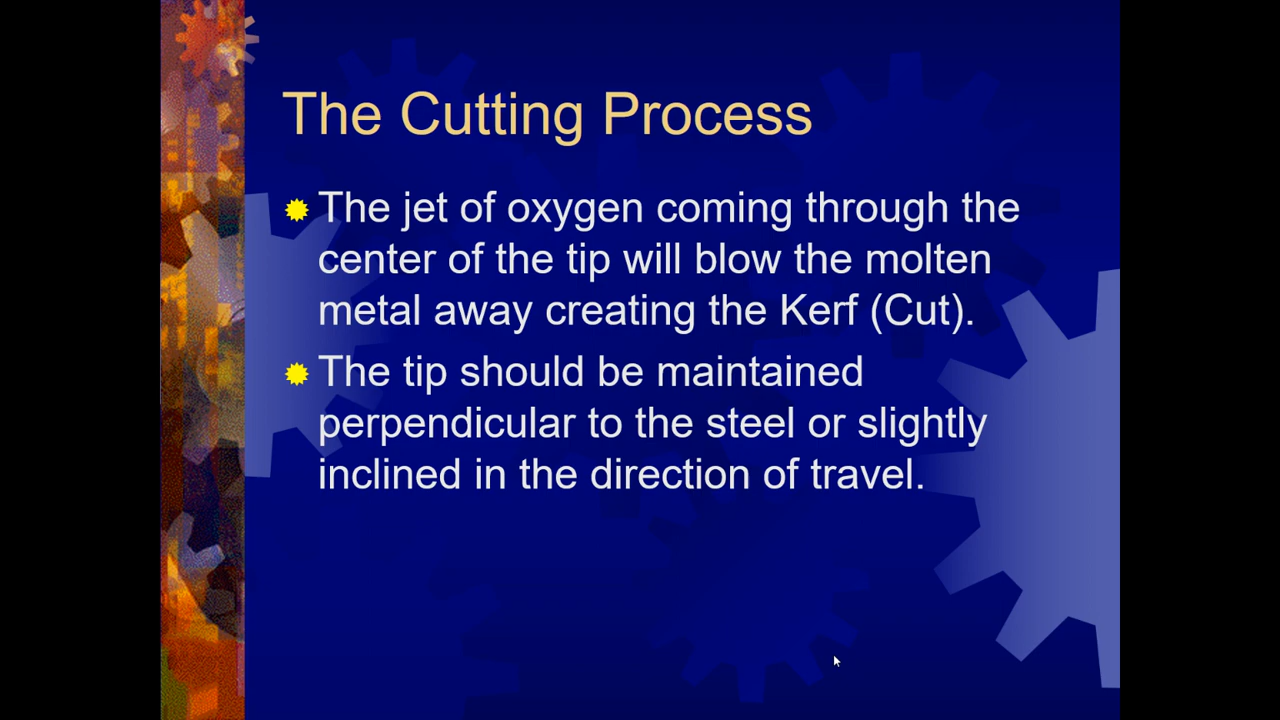 The Cutting Process
The jet of oxygen coming through the
center of the tip will blow the molten
metal away creating the Kerf (Cut).
The tip should be maintained
perpendicular to the steel or slightly
inclined in the direction of travel.